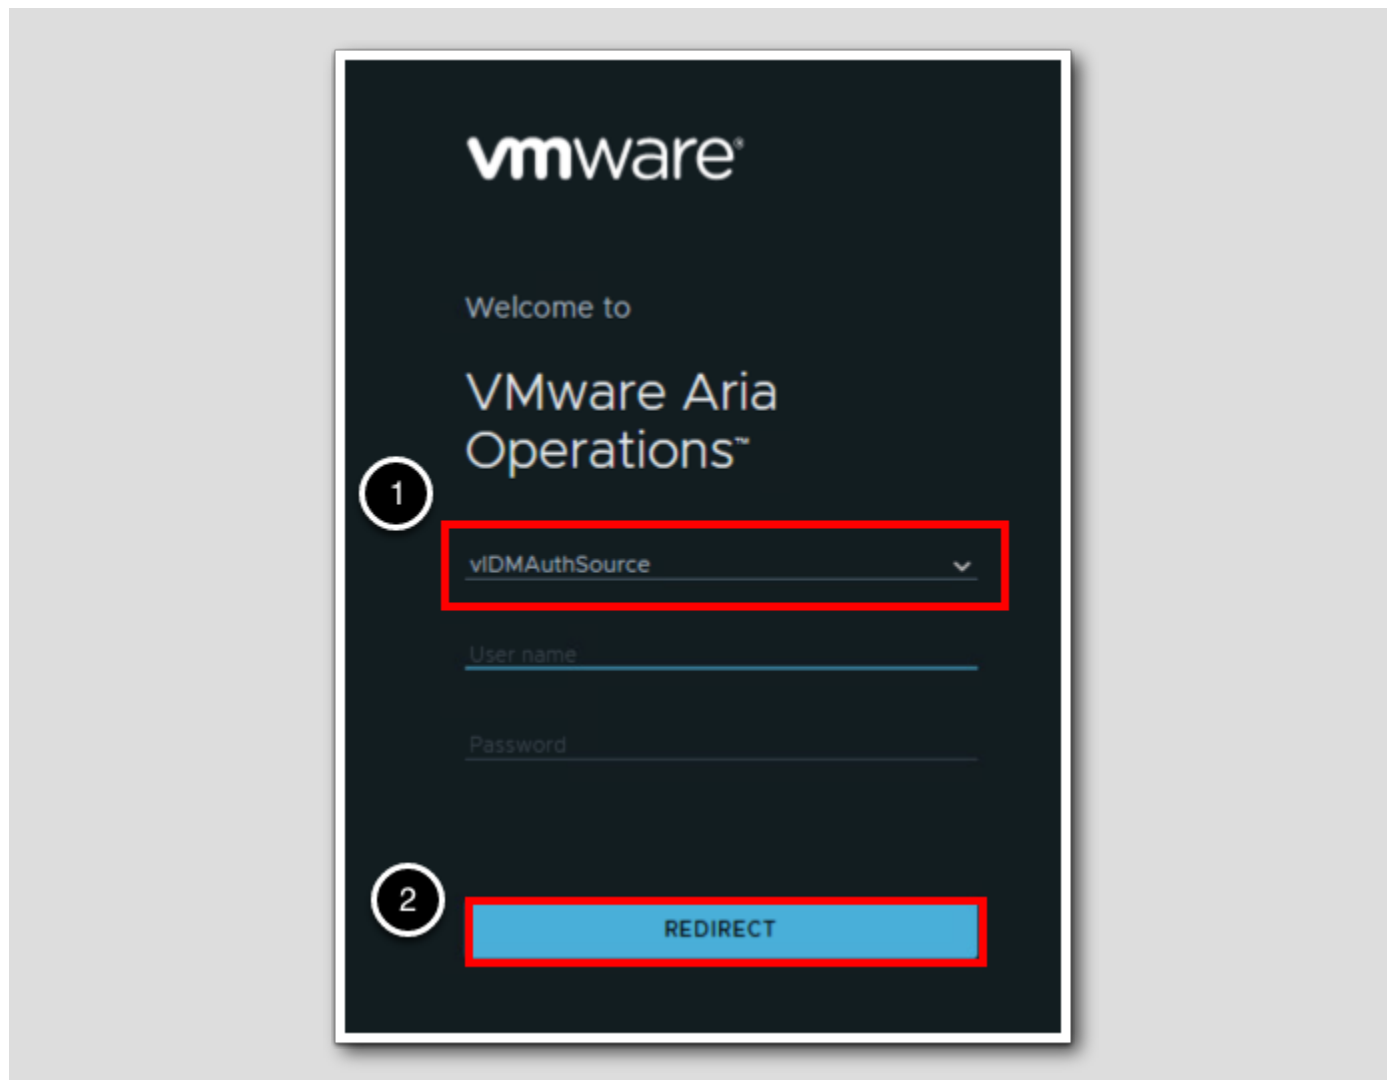 vmware®
Welcome to
VMware Aria
Operations™
1
vIDMAuthSource
User name
Password
2
REDIRECT